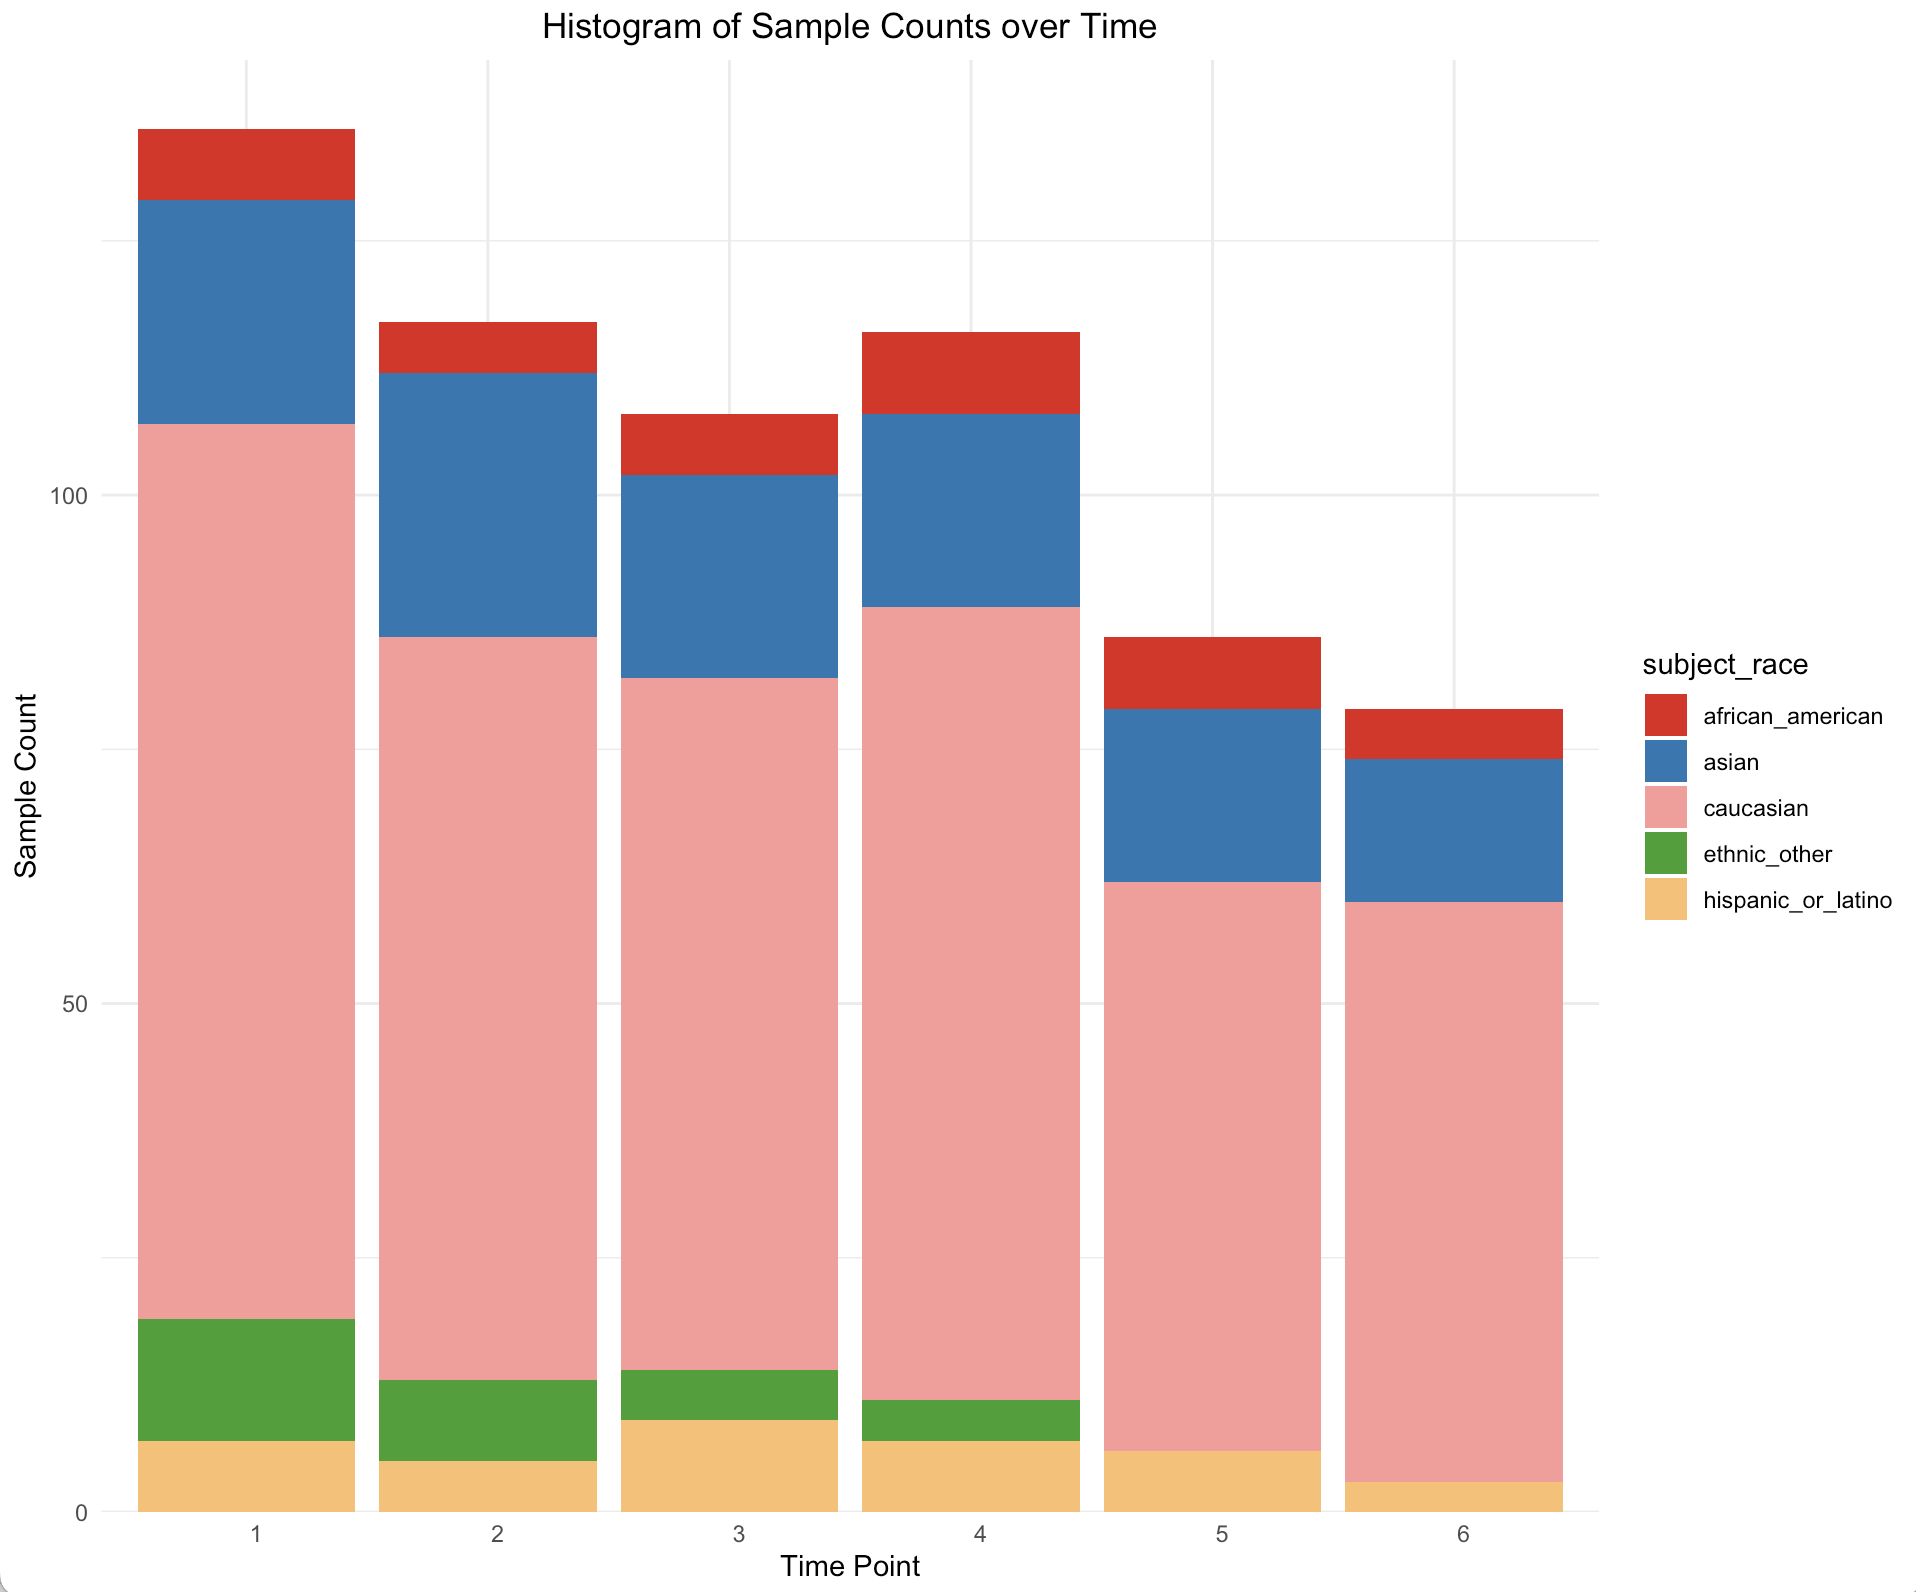 Histogram of Sample Counts over Time
Sample Count
100
50
0
1 2 3 4 5 6
Time Point
subject_race
african_american
asian
caucasian
ethnic_other
hispanic_or_latino